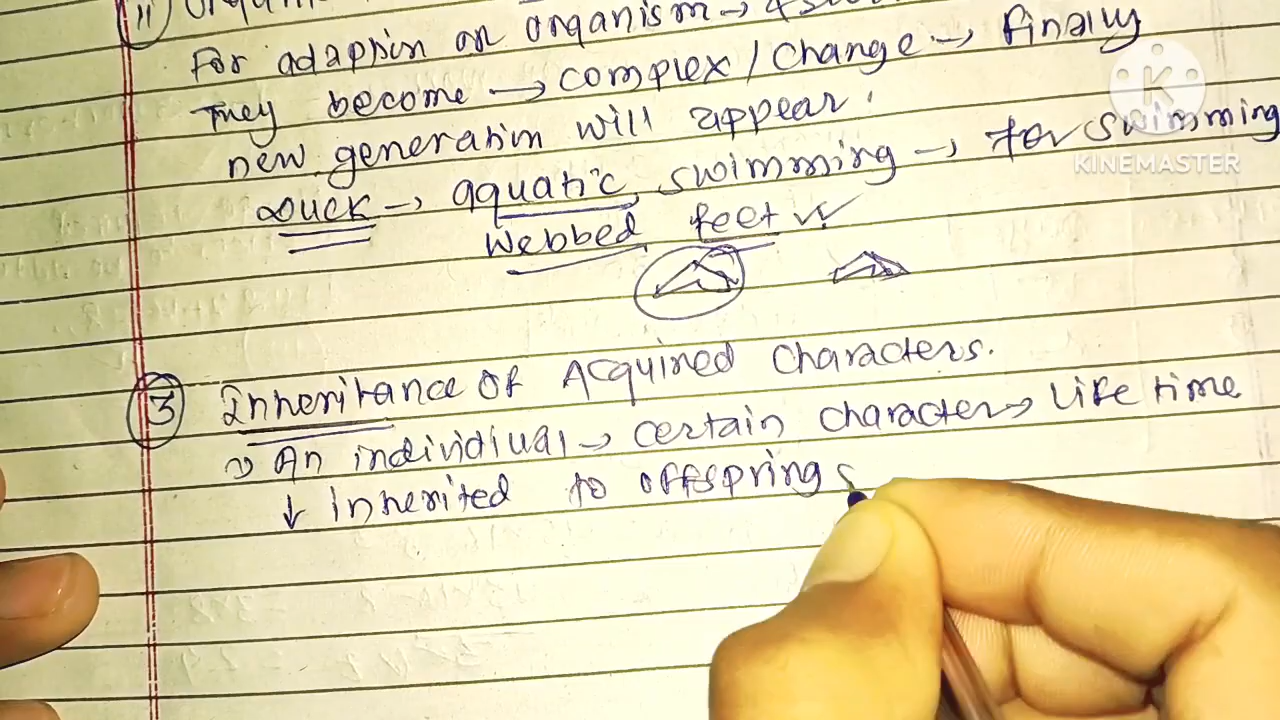 For adaption an organism →
They become → complex / change → Finally
new generation will appear.
Duck → aquatic, swimming → for swimming
webbed feet
K
KINEMASTER
3 Inheritance of Acquired characters.
An individual → certain character → Life time
↓ Inherited to offsprings